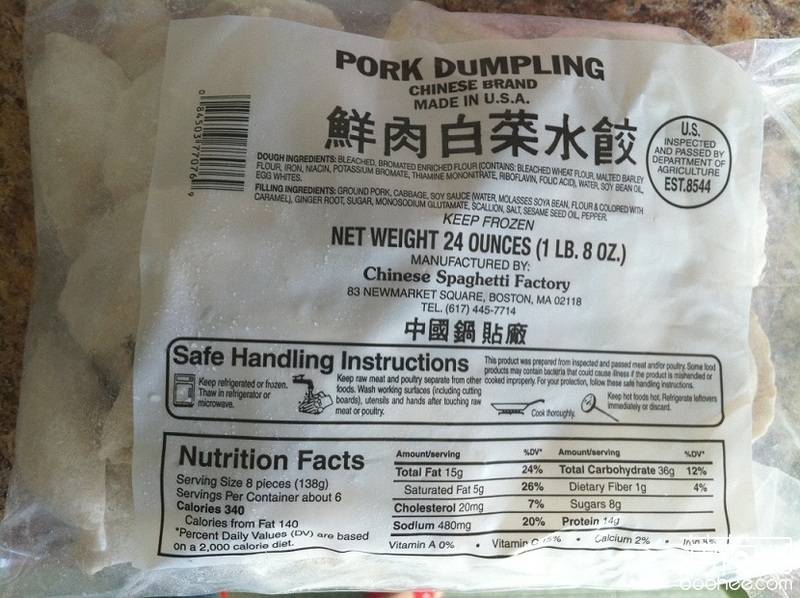 PORK DUMPLING
CHINESE BRAND
MADE IN U.S.A.
鮮肉白菜水餃
U.S.
INSPECTED
AND PASSED BY
DEPARTMENT OF
AGRICULTURE
EST.8544
0 84503 77076 9
DOUGH INGREDIENTS: BLEACHED, BROMATED ENRICHED FLOUR (CONTAINS: BLEACHED WHEAT FLOUR, MALTED BARLEY
FLOUR, IRON, NIACIN, POTASSIUM BROMATE, THIAMINE MONONITRATE, RIBOFLAVIN, FOLIC ACID), WATER, SOY BEAN OIL,
EGG WHITES.
FILLING INGREDIENTS: GROUND PORK, CABBAGE, SOY SAUCE (WATER, MOLASSES SOYA BEAN, FLOUR & COLORED WITH
CARAMEL), GINGER ROOT, SUGAR, MONOSODIUM GLUTAMATE, SCALLION, SALT, SESAME SEED OIL, PEPPER.
KEEP FROZEN
NET WEIGHT 24 OUNCES (1 LB. 8 OZ.)
MANUFACTURED BY:
Chinese Spaghetti Factory
83 NEWMARKET SQUARE, BOSTON, MA 02118
TEL. (617) 445-7714
中國鍋貼廠
Safe Handling Instructions
This product was prepared from inspected and passed meat and/or poultry. Some food
products may contain bacteria that could cause illness if the product is mishandled or
cooked improperly. For your protection, follow these safe handling instructions.
Keep refrigerated or frozen.
Thaw in refrigerator or
microwave.
Keep raw meat and poultry separate from other
foods. Wash working surfaces (including cutting
boards), utensils and hands after touching raw
meat or poultry.
Cook thoroughly.
Keep hot foods hot. Refrigerate leftovers
immediately or discard.
Nutrition Facts
Serving Size 8 pieces (138g)
Servings Per Container about 6
Calories 340
Calories from Fat 140
*Percent Daily Values (DV) are based
on a 2,000 calorie diet.
Amount/serving %DV* Amount/serving %DV*
Total Fat 15g 24% Total Carbohydrate 36g 12%
Saturated Fat 5g 26% Dietary Fiber 1g 4%
Cholesterol 20mg 7% Sugars 8g
Sodium 480mg 20% Protein 14g
Vitamin A 0% • Vitamin C • Calcium 2% • Iron
boohee.com